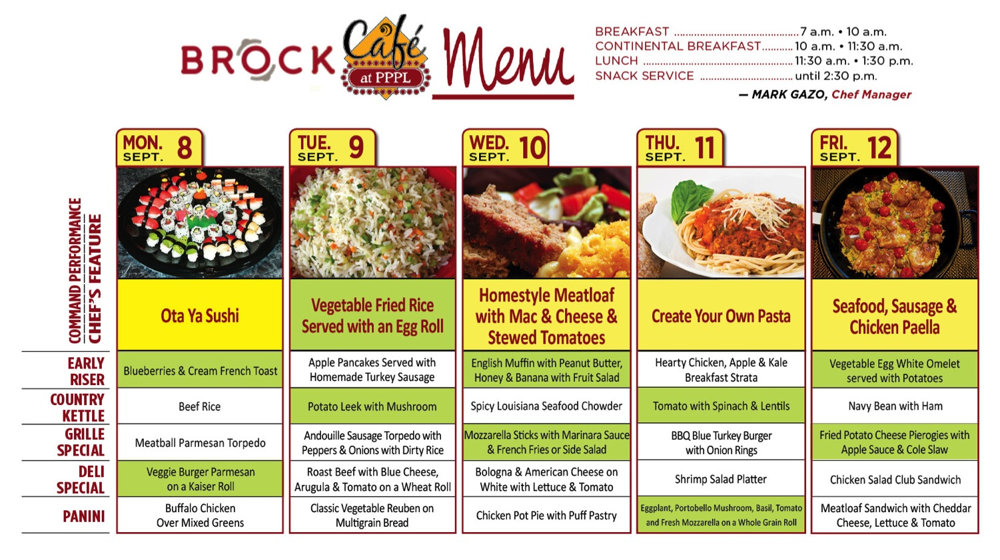 BROCK
Café
at PPPL
Menu
BREAKFAST ............................................ 7 a.m. • 10 a.m.
CONTINENTAL BREAKFAST........... 10 a.m. • 11:30 a.m.
LUNCH ..................................................... 11:30 a.m. • 1:30 p.m.
SNACK SERVICE ................................. until 2:30 p.m.
— MARK GAZO, Chef Manager
MON. 8
SEPT.
TUE. 9
SEPT.
WED. 10
SEPT.
THU. 11
SEPT.
FRI. 12
SEPT.
COMMAND PERFORMANCE
CHEF'S FEATURE
Ota Ya Sushi
Vegetable Fried Rice
Served with an Egg Roll
Homestyle Meatloaf
with Mac & Cheese &
Stewed Tomatoes
Create Your Own Pasta
Seafood, Sausage &
Chicken Paella
EARLY
RISER
Blueberries & Cream French Toast
Apple Pancakes Served with
Homemade Turkey Sausage
English Muffin with Peanut Butter,
Honey & Banana with Fruit Salad
Hearty Chicken, Apple & Kale
Breakfast Strata
Vegetable Egg White Omelet
served with Potatoes
COUNTRY
KETTLE
Beef Rice
Potato Leek with Mushroom
Spicy Louisiana Seafood Chowder
Tomato with Spinach & Lentils
Navy Bean with Ham
GRILLE
SPECIAL
Meatball Parmesan Torpedo
Andouille Sausage Torpedo with
Peppers & Onions with Dirty Rice
Mozzarella Sticks with Marinara Sauce
& French Fries or Side Salad
BBQ Blue Turkey Burger
with Onion Rings
Fried Potato Cheese Pierogies with
Apple Sauce & Cole Slaw
DELI
SPECIAL
Veggie Burger Parmesan
on a Kaiser Roll
Roast Beef with Blue Cheese,
Arugula & Tomato on a Wheat Roll
Bologna & American Cheese on
White with Lettuce & Tomato
Shrimp Salad Platter
Chicken Salad Club Sandwich
PANINI
Buffalo Chicken
Over Mixed Greens
Classic Vegetable Reuben on
Multigrain Bread
Chicken Pot Pie with Puff Pastry
Eggplant, Portobello Mushroom, Basil, Tomato
and Fresh Mozzarella on a Whole Grain Roll
Meatloaf Sandwich with Cheddar
Cheese, Lettuce & Tomato